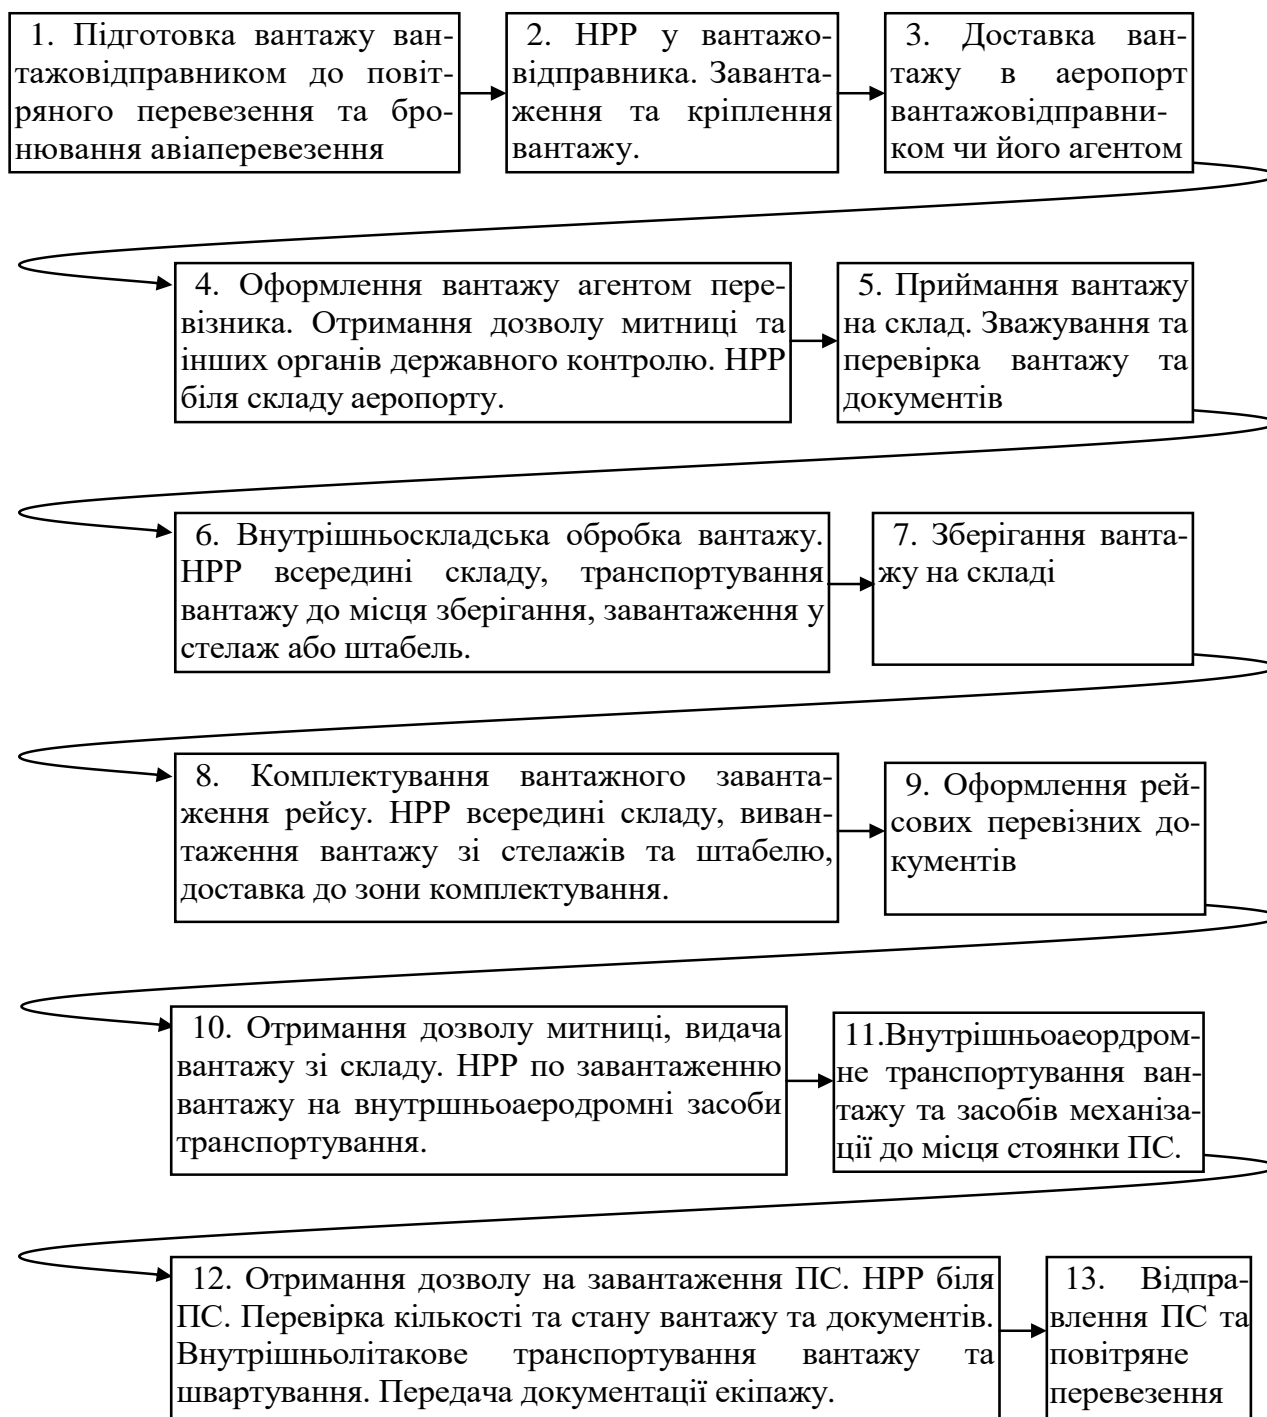 1. Підготовка вантажу ван-
тажовідправником до повіт-
ряного перевезення та бро-
нювання авіаперевезення
2. НРР у вантажо-
відправника. Заванта-
ження та кріплення
вантажу.
3. Доставка ван-
тажу в аеропорт
вантажовідправни-
ком чи його агентом
4. Оформлення вантажу агентом пере-
візника. Отримання дозволу митниці та
інших органів державного контролю. НРР
біля складу аеропорту.
5. Приймання вантажу
на склад. Зважування та
перевірка вантажу та
документів
6. Внутрішньоскладська обробка вантажу.
НРР всередині складу, транспортування
вантажу до місця зберігання, завантаження у
стелаж або штабель.
7. Зберігання ванта-
жу на складі
8. Комплектування вантажного заванта-
ження рейсу. НРР всередині складу, виван-
таження вантажу зі стелажів та штабелю,
доставка до зони комплектування.
9. Оформлення рей-
сових перевізних до-
кументів
10. Отримання дозволу митниці, видача
вантажу зі складу. НРР по завантаженню
вантажу на внутршньоаеродромні засоби
транспортування.
11.Внутрішньоаеордром-
не транспортування ван-
тажу та засобів механіза-
ції до місця стоянки ПС.
12. Отримання дозволу на завантаження ПС. НРР біля
ПС. Перевірка кількості та стану вантажу та документів.
Внутрішньолітакове транспортування вантажу та
швартування. Передача документації екіпажу.
13. Відпра-
влення ПС та
повітряне
перевезення